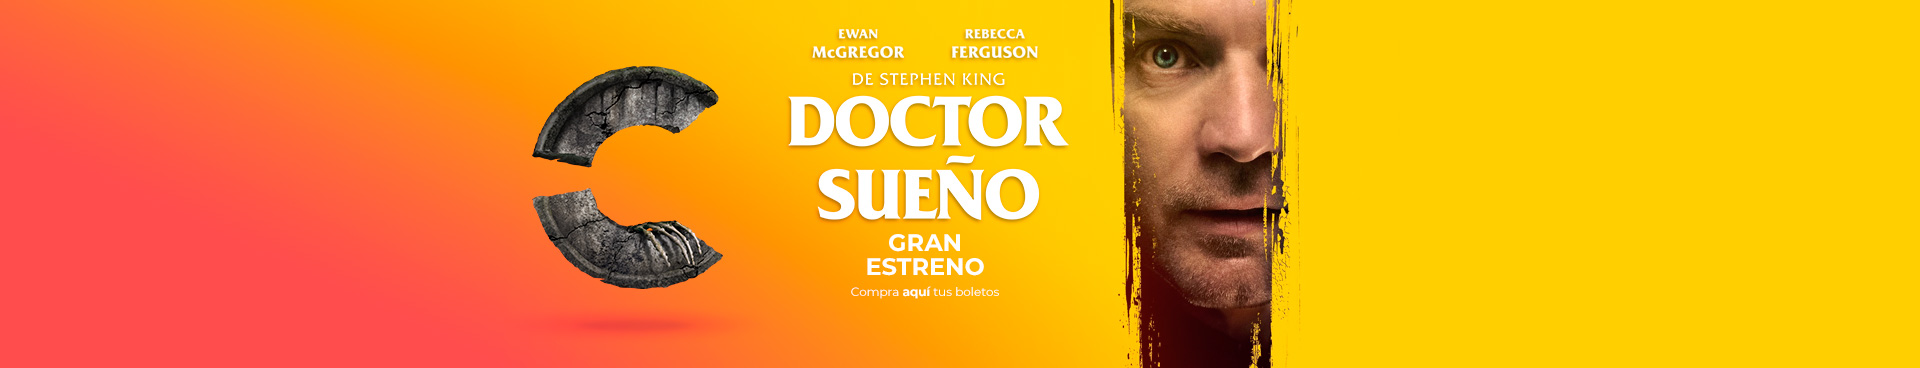 EWAN McGREGOR
REBECCA FERGUSON
DE STEPHEN KING
DOCTOR
SUEÑO
GRAN
ESTRENO
Compra aquí tus boletos